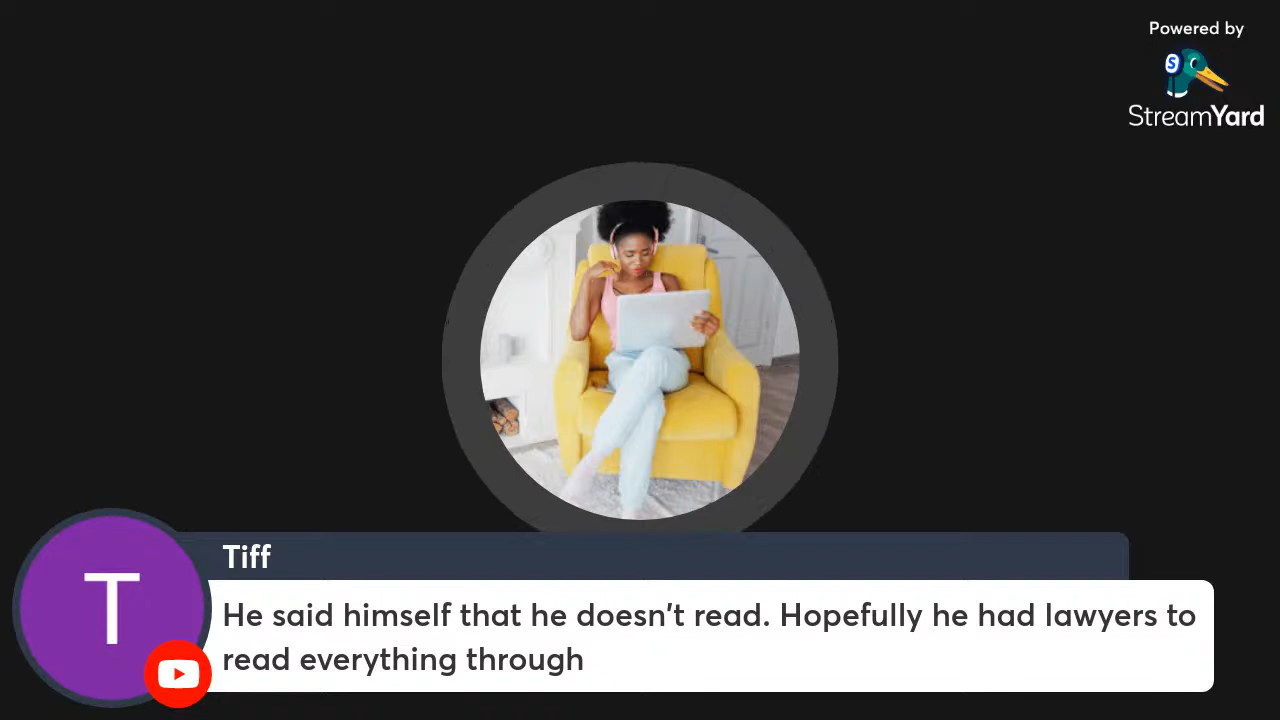 Powered by
S
StreamYard
T
Tiff
He said himself that he doesn't read. Hopefully he had lawyers to
read everything through